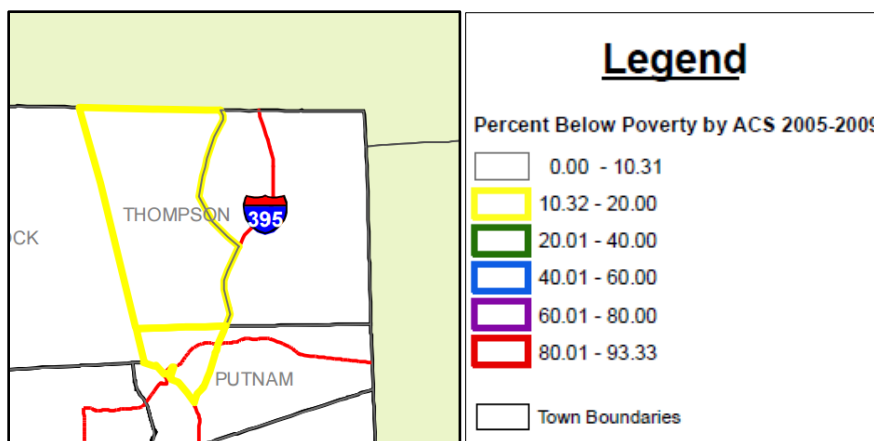 THOMPSON
395
OCK
PUTNAM
Legend
Percent Below Poverty by ACS 2005-2009
0.00 - 10.31
10.32 - 20.00
20.01 - 40.00
40.01 - 60.00
60.01 - 80.00
80.01 - 93.33
Town Boundaries